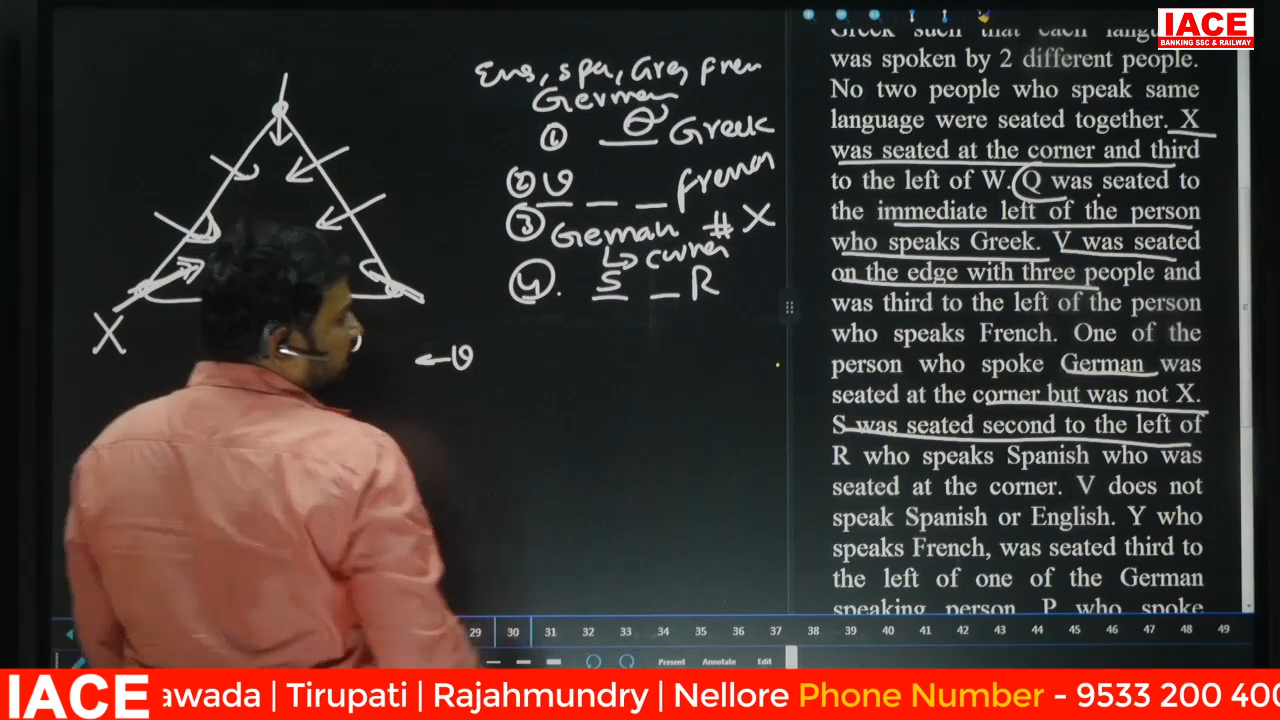 IACE
BANKING SSC & RAILWAY
Greek such that each langu
was spoken by 2 different people.
No two people who speak same
language were seated together. X
was seated at the corner and third
to the left of W. Q was seated to
the immediate left of the person
who speaks Greek. V was seated
on the edge with three people and
was third to the left of the person
who speaks French. One of the
person who spoke German was
seated at the corner but was not X.
S was seated second to the left of
R who speaks Spanish who was
seated at the corner. V does not
speak Spanish or English. Y who
speaks French, was seated third to
the left of one of the German
speaking person. P who spoke
Eng, spa, Gre, fren
German
① Q Greek
② V _ _ french
③ German # X
↳ corner
④. S _ R
X
←V
29 30 31 32 33 34 35 36 37 38 39 40 41 42 43 44 45 46 47 48 49
Present Annotate Edit
IACE awada | Tirupati | Rajahmundry | Nellore Phone Number - 9533 200 400